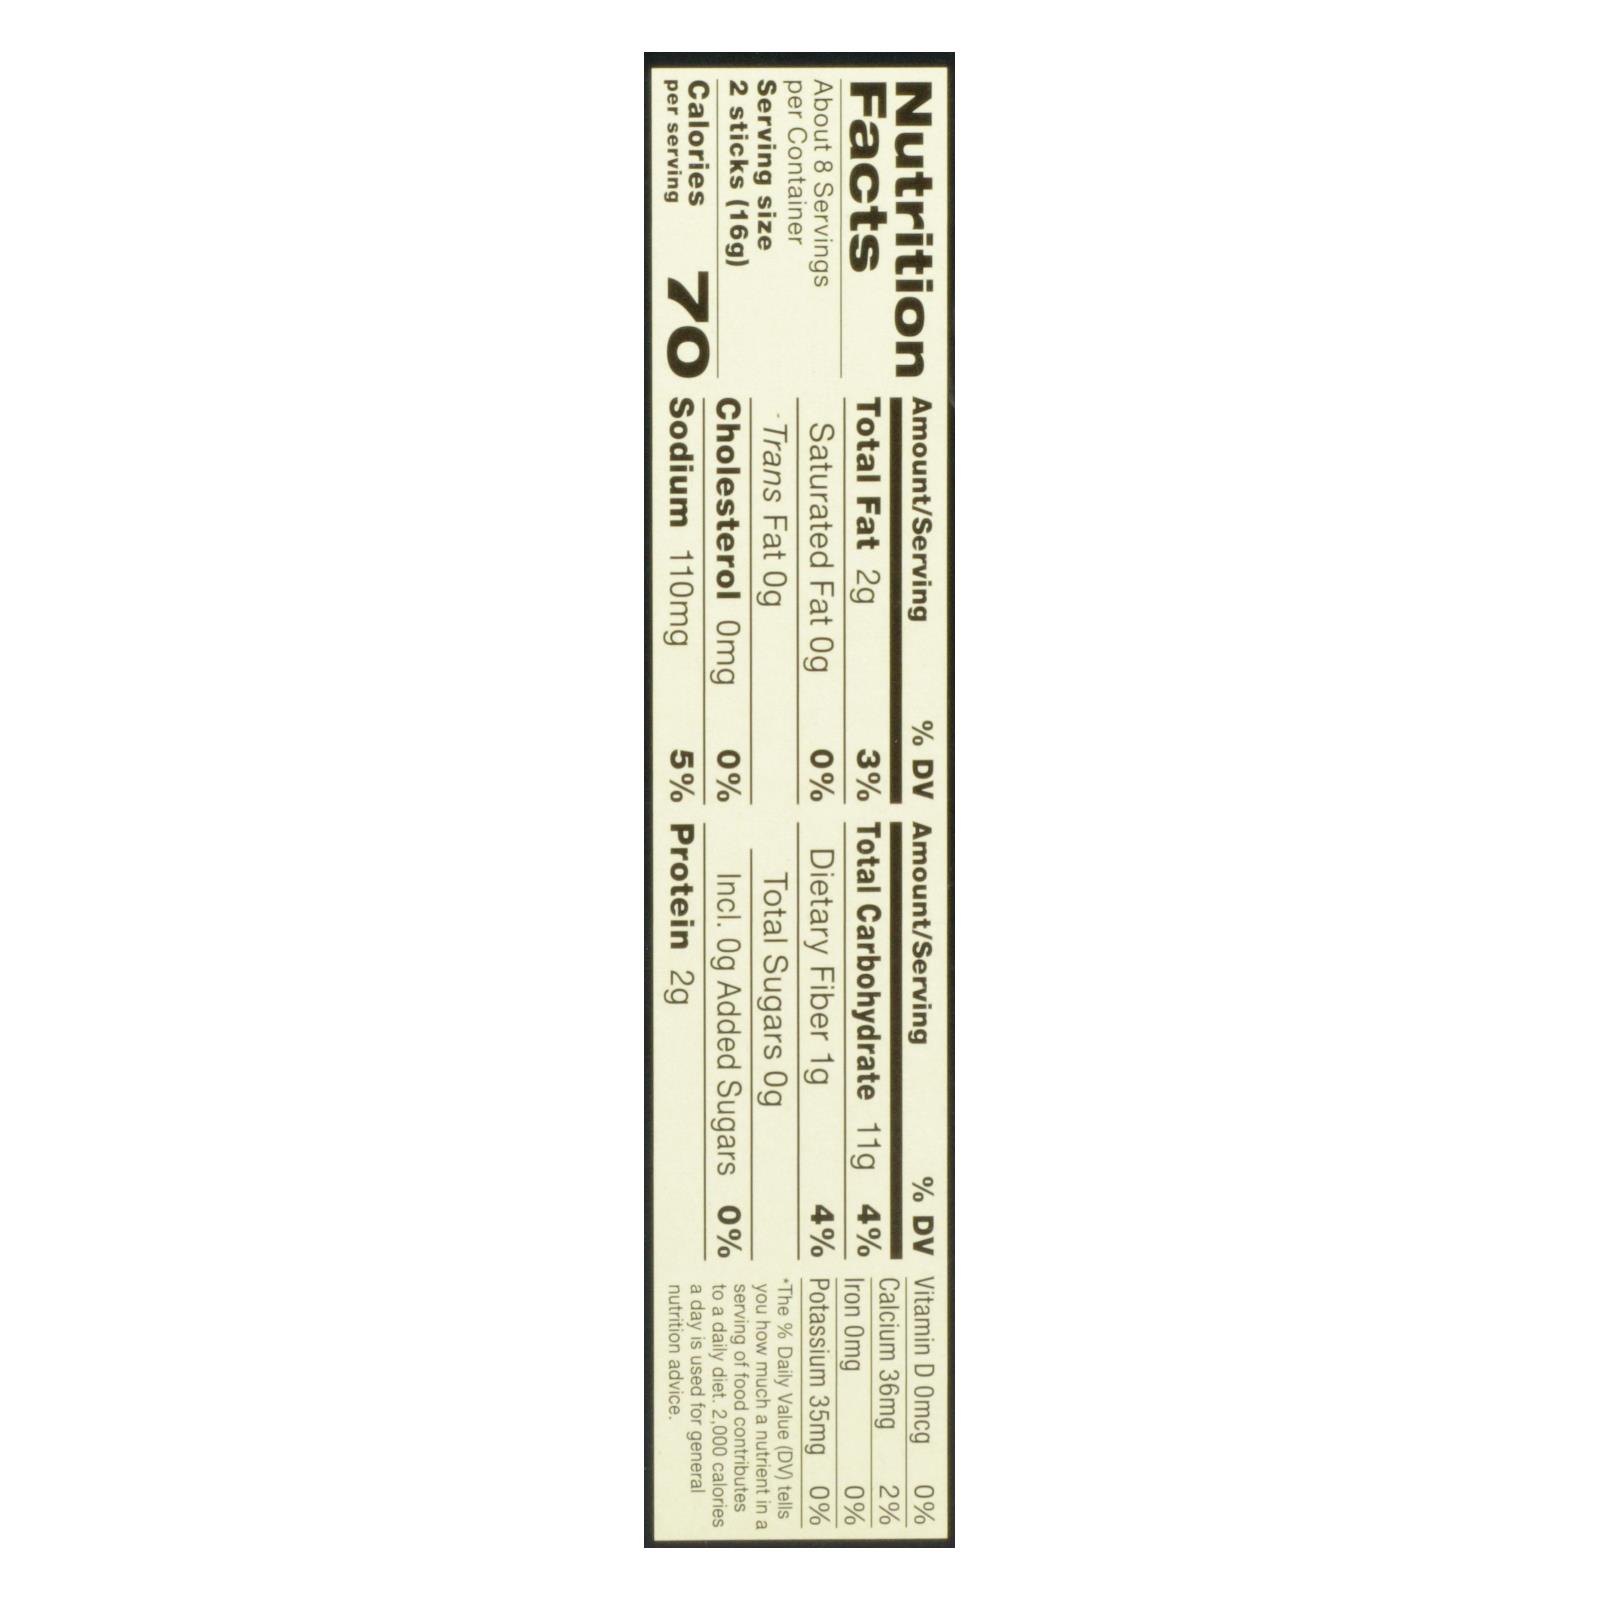 Nutrition
Facts
About 8 Servings
per Container
Serving size
2 sticks (16g)
Calories
per serving
70
Amount/Serving % DV
Total Fat 2g 3%
Saturated Fat 0g 0%
Trans Fat 0g
Cholesterol 0mg 0%
Sodium 110mg 5%
Amount/Serving % DV
Total Carbohydrate 11g 4%
Dietary Fiber 1g 4%
Total Sugars 0g
Incl. 0g Added Sugars 0%
Protein 2g
Vitamin D 0mcg 0%
Calcium 36mg 2%
Iron 0mg 0%
Potassium 35mg 0%
*The % Daily Value (DV) tells
you how much a nutrient in a
serving of food contributes
to a daily diet. 2,000 calories
a day is used for general
nutrition advice.